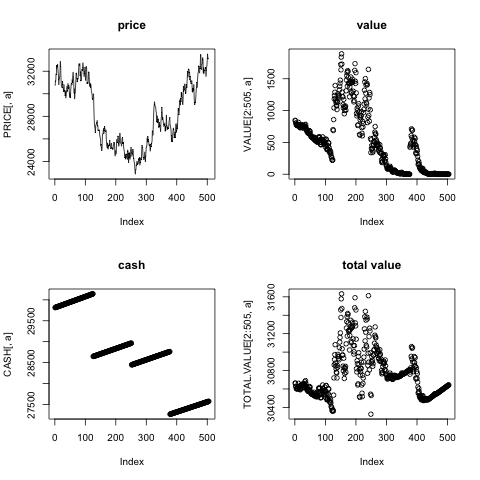 price
PRICE[, a]
24000 28000 32000
0 100 200 300 400 500
Index
value
VALUE[2:505, a]
0 500 1000 1500
0 100 200 300 400 500
Index
cash
CASH[, a]
27500 28500 29500
0 100 200 300 400 500
Index
total value
TOTAL.VALUE[2:505, a]
30400 30800 31200 31600
0 100 200 300 400 500
Index